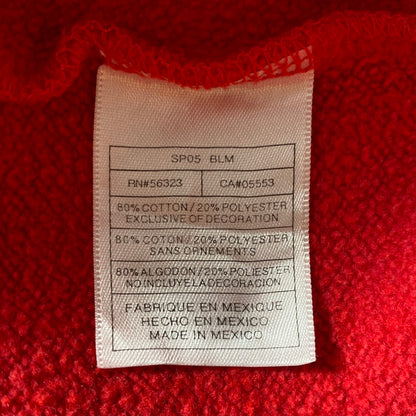 SP05 BLM
RN#56323 CA#05553
80% COTTON/20% POLYESTER
EXCLUSIVE OF DECORATION
80% COTON/20% POLYESTER
SANS ORNEMENTS
80% ALGODON/20% POLIESTER
NO INCLUYE LA DECORACION
FABRIQUE EN MEXIQUE
HECHO EN MEXICO
MADE IN MEXICO